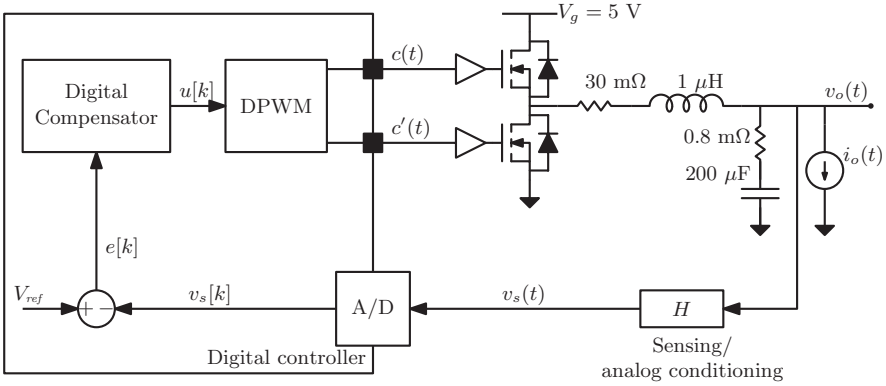 V_g = 5 V
c(t)
30 mΩ
1 μH
v_o(t)
Digital
Compensator
u[k]
DPWM
c′(t)
0.8 mΩ
200 μF
i_o(t)
e[k]
V_ref
+ −
v_s[k]
A/D
v_s(t)
H
Digital controller
Sensing/
analog conditioning